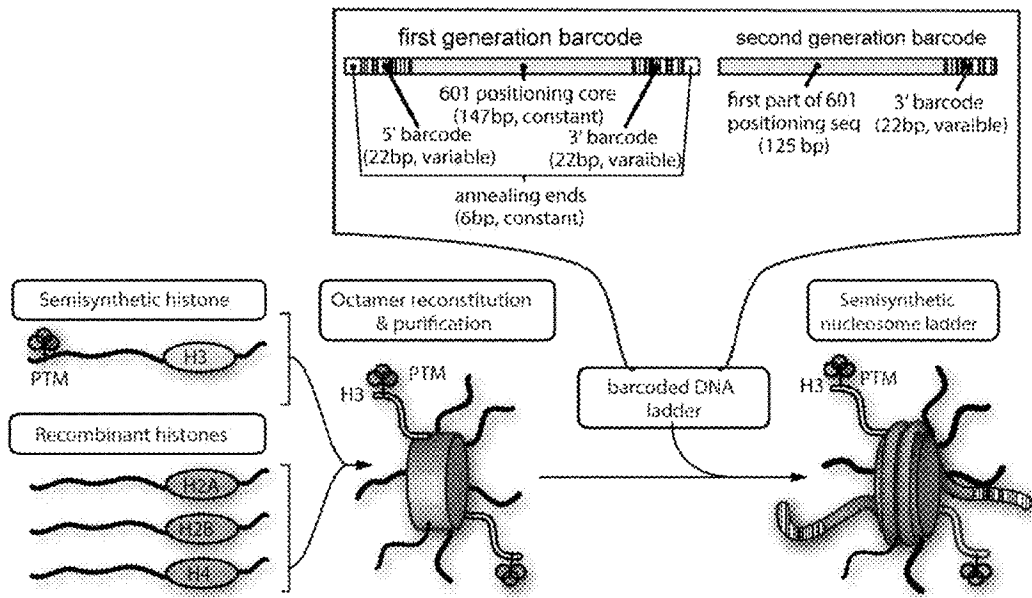 first generation barcode
601 positioning core
(147bp, constant)
5' barcode
(22bp, variable)
3' barcode
(22bp, varaible)
annealing ends
(6bp, constant)
second generation barcode
first part of 601
positioning seq
(125 bp)
3' barcode
(22bp, varaible)
Semisynthetic histone
PTM
H3
Recombinant histones
H2A
H2B
H4
Octamer reconstitution
& purification
H3
PTM
barcoded DNA
ladder
Semisynthetic
nucleosome ladder
H3
PTM